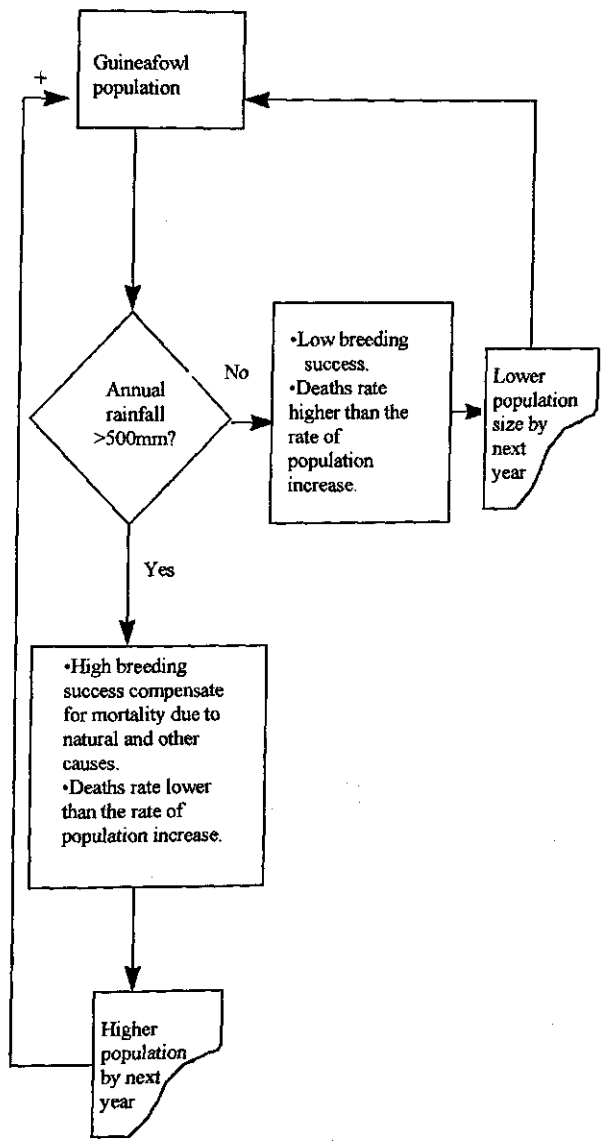 Guineafowl
population
+
Annual
rainfall
>500mm?
No
•Low breeding
success.
•Deaths rate
higher than the
rate of
population
increase.
Lower
population
size by
next
year
Yes
•High breeding
success compensate
for mortality due to
natural and other
causes.
•Deaths rate lower
than the rate of
population increase.
Higher
population
by next
year